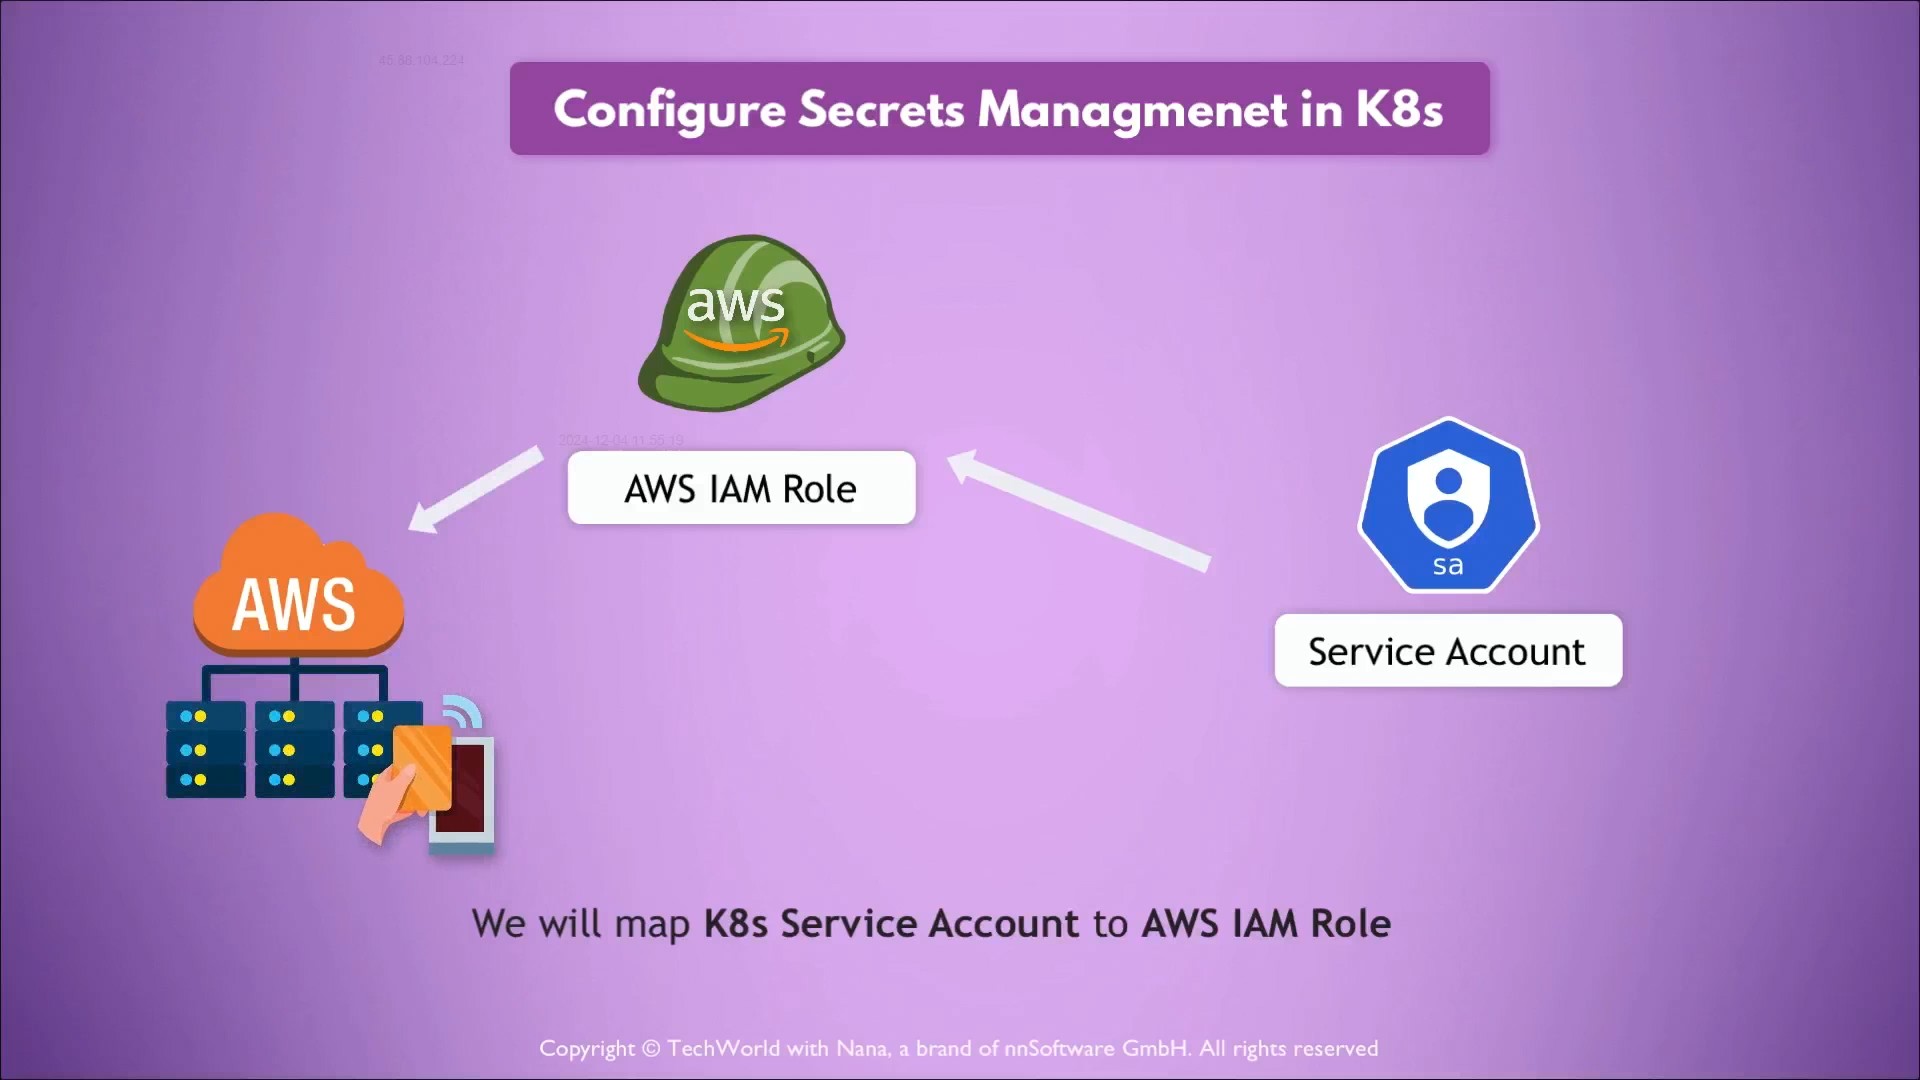 45.88.104.224
Configure Secrets Managmenet in K8s
aws
2024-12-04 11:55:19
AWS IAM Role
sa
AWS
Service Account
We will map K8s Service Account to AWS IAM Role
Copyright © TechWorld with Nana, a brand of nnSoftware GmbH. All rights reserved